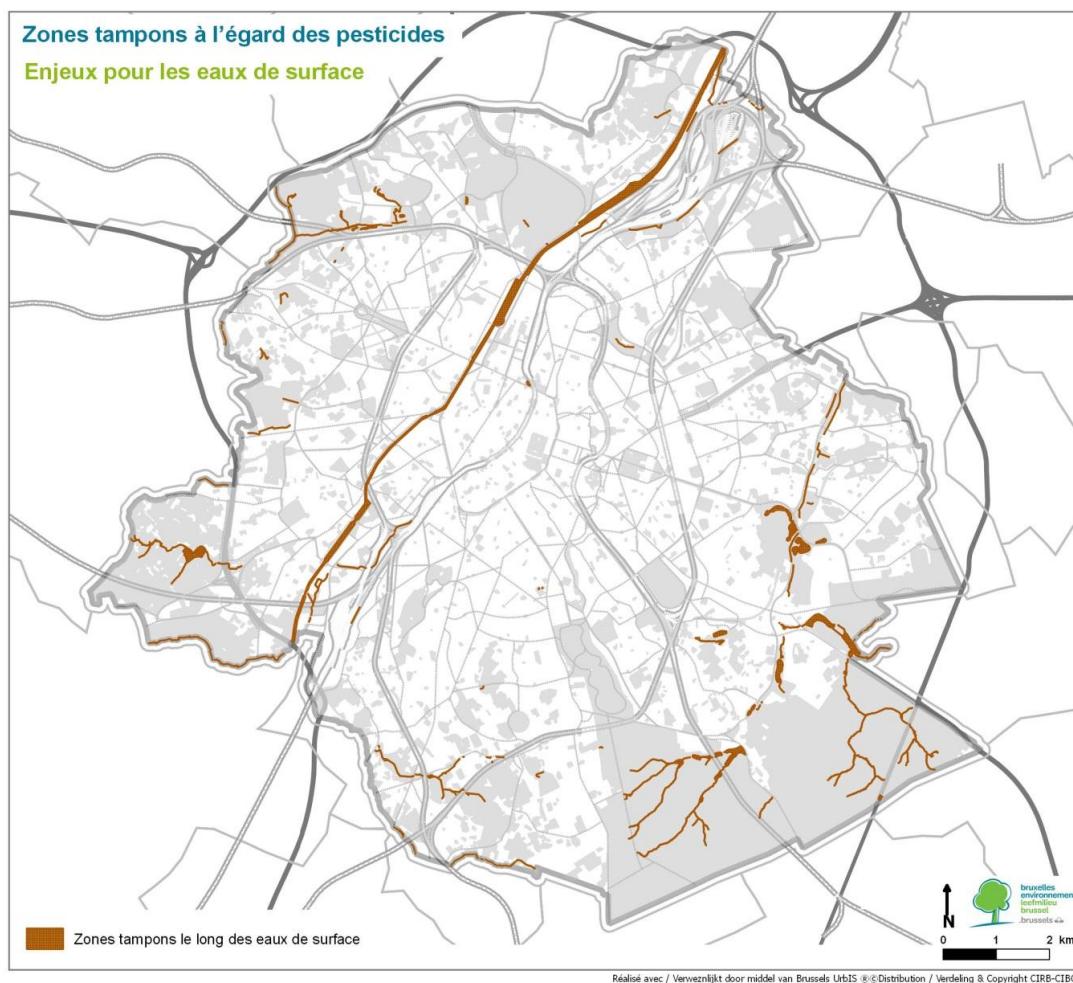 Zones tampons à l'égard des pesticides
Enjeux pour les eaux de surface
Zones tampons le long des eaux de surface
N
bruxelles
environnement
leefmilieu
brussel
.brussels
0 1 2 km
Réalisé avec / Verwezenlijkt door middel van Brussels UrbIS ®©Distribution / Verdeling & Copyright CIRB-CIBG